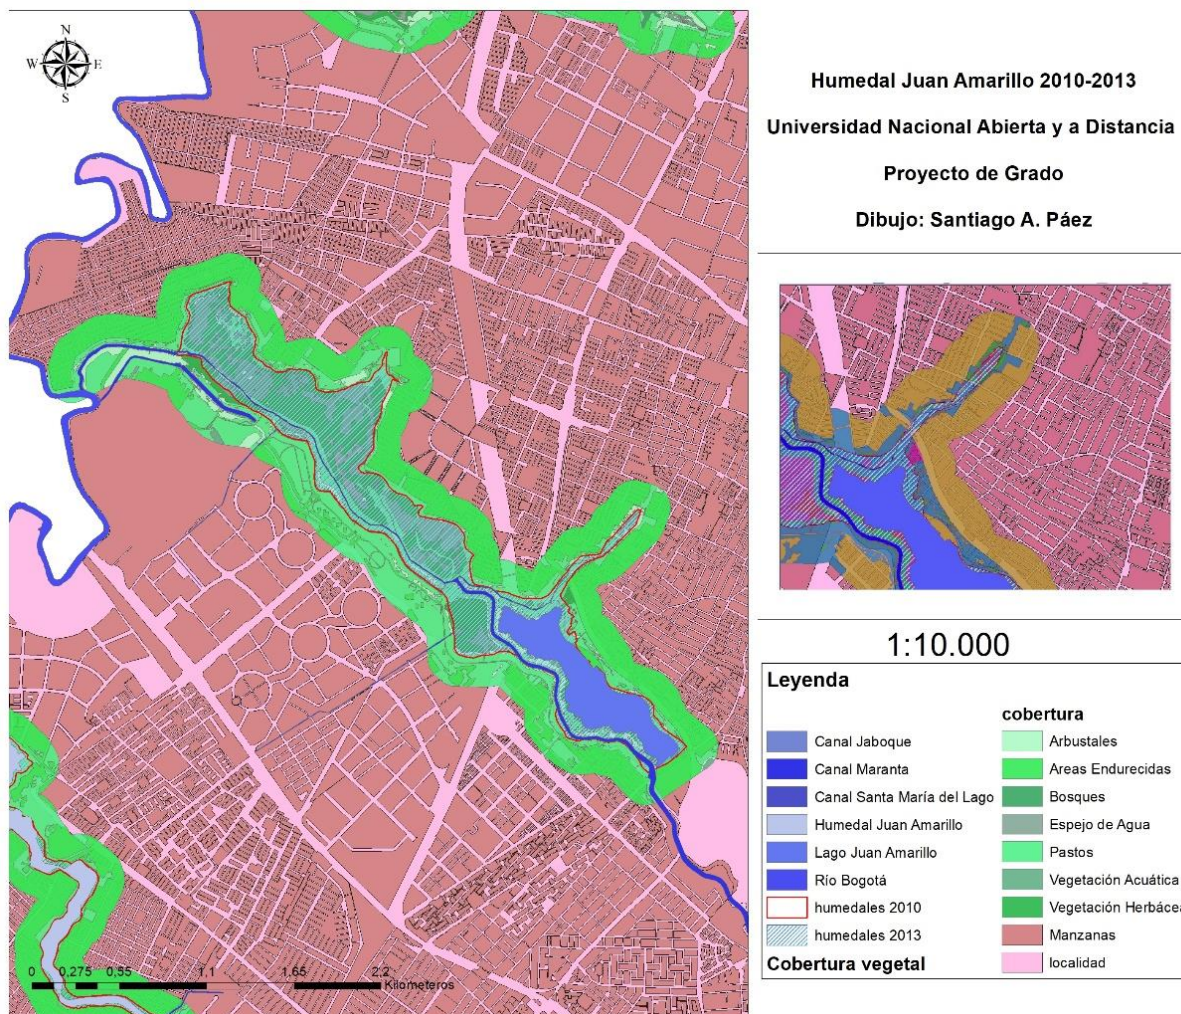 N
W E
S
Humedal Juan Amarillo 2010-2013
Universidad Nacional Abierta y a Distancia
Proyecto de Grado
Dibujo: Santiago A. Páez
1:10.000
Leyenda
Canal Jaboque
Canal Maranta
Canal Santa María del Lago
Humedal Juan Amarillo
Lago Juan Amarillo
Río Bogotá
humedales 2010
humedales 2013
Cobertura vegetal
cobertura
Arbustales
Areas Endurecidas
Bosques
Espejo de Agua
Pastos
Vegetación Acuática
Vegetación Herbácea
Manzanas
localidad
0 0,275 0,55 1,1 1,65 2,2
Kilometeros